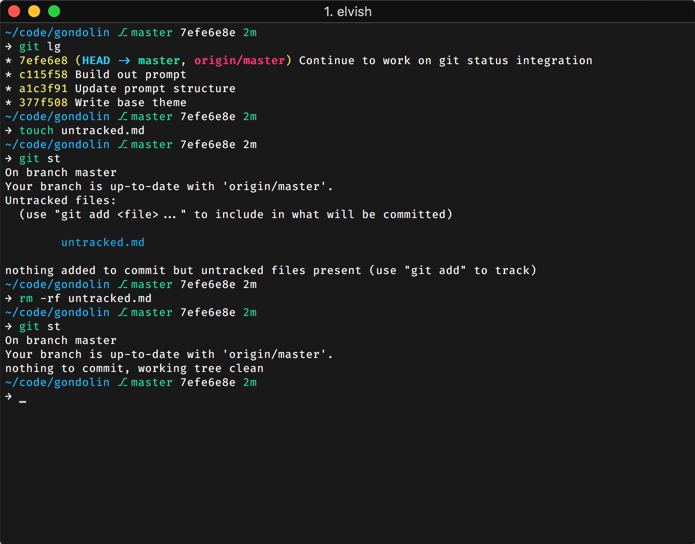 1. elvish
~/code/gondolin ⎇master 7efe6e8e 2m
→ git lg
* 7efe6e8 (HEAD -> master, origin/master) Continue to work on git status integration
* c115f58 Build out prompt
* a1c3f91 Update prompt structure
* 377f508 Write base theme
~/code/gondolin ⎇master 7efe6e8e 2m
→ touch untracked.md
~/code/gondolin ⎇master 7efe6e8e 2m
→ git st
On branch master
Your branch is up-to-date with 'origin/master'.
Untracked files:
  (use "git add <file>..." to include in what will be committed)
        untracked.md
nothing added to commit but untracked files present (use "git add" to track)
~/code/gondolin ⎇master 7efe6e8e 2m
→ rm -rf untracked.md
~/code/gondolin ⎇master 7efe6e8e 2m
→ git st
On branch master
Your branch is up-to-date with 'origin/master'.
nothing to commit, working tree clean
~/code/gondolin ⎇master 7efe6e8e 2m
→ _